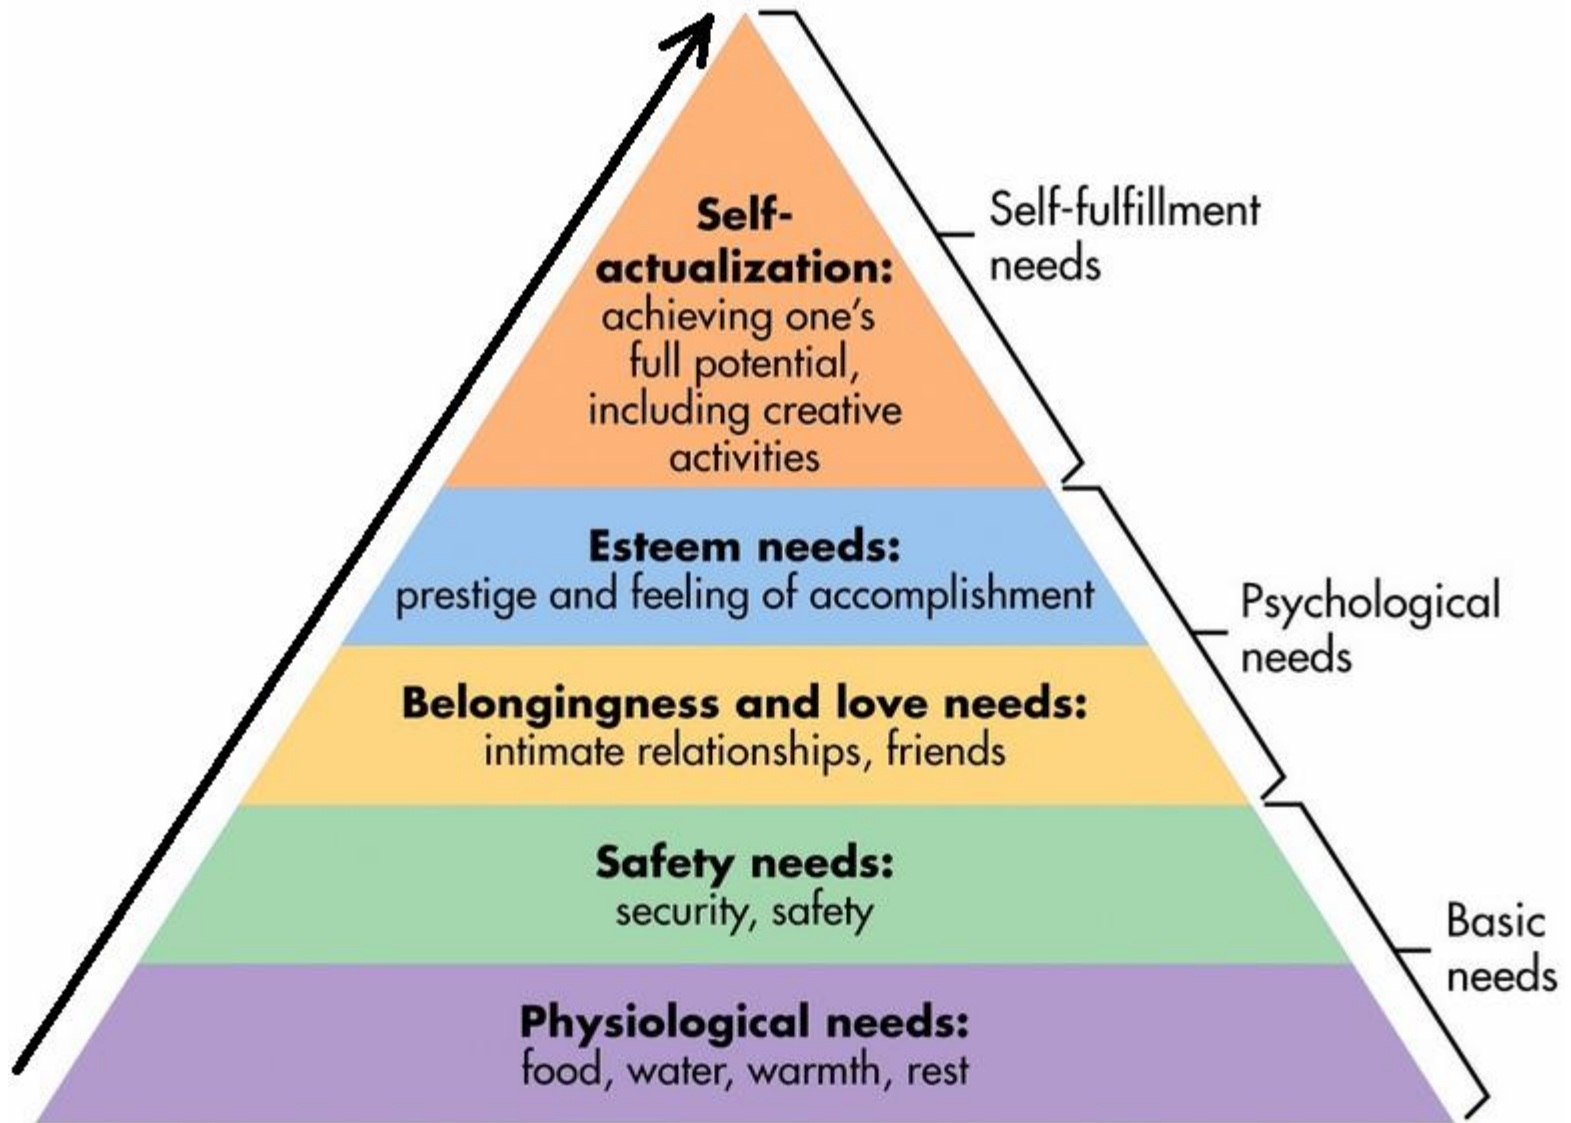 Self-
actualization:
achieving one's
full potential,
including creative
activities
Self-fulfillment
needs
Esteem needs:
prestige and feeling of accomplishment
Psychological
needs
Belongingness and love needs:
intimate relationships, friends
Safety needs:
security, safety
Basic
needs
Physiological needs:
food, water, warmth, rest